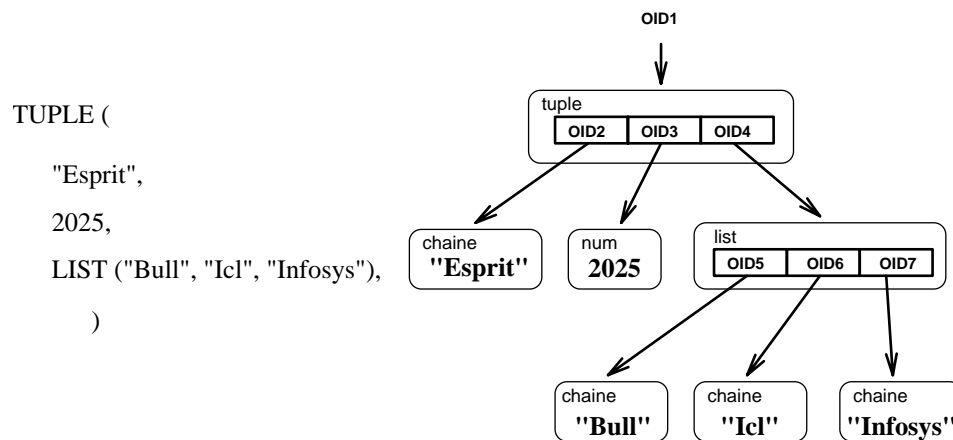 TUPLE (
"Esprit",
2025,
LIST ("Bull", "Icl", "Infosys"),
)
OID1
tuple
OID2 OID3 OID4
chaine
"Esprit"
num
2025
list
OID5 OID6 OID7
chaine
"Bull"
chaine
"Icl"
chaine
"Infosys"